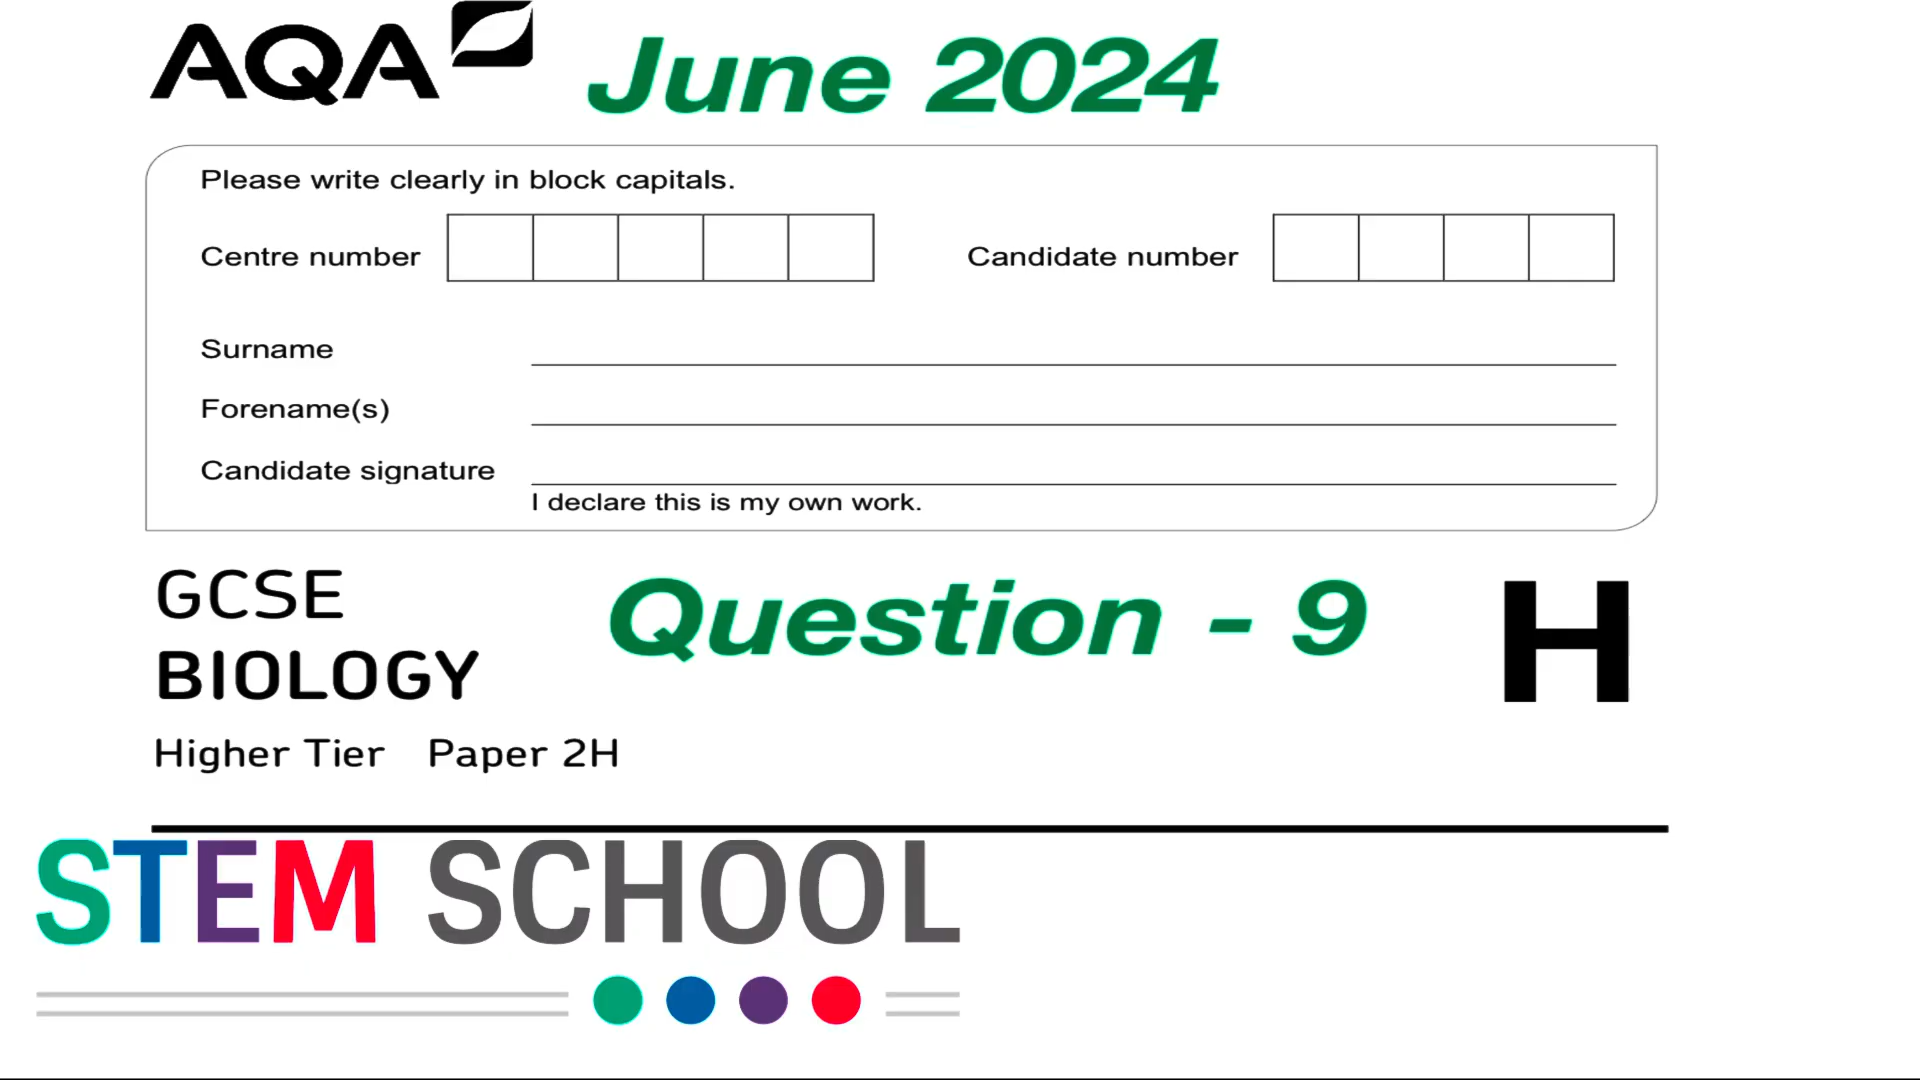 AQA June 2024
Please write clearly in block capitals.
Centre number Candidate number
Surname
Forename(s)
Candidate signature
I declare this is my own work.
GCSE
BIOLOGY
Question - 9
H
Higher Tier Paper 2H
STEM SCHOOL